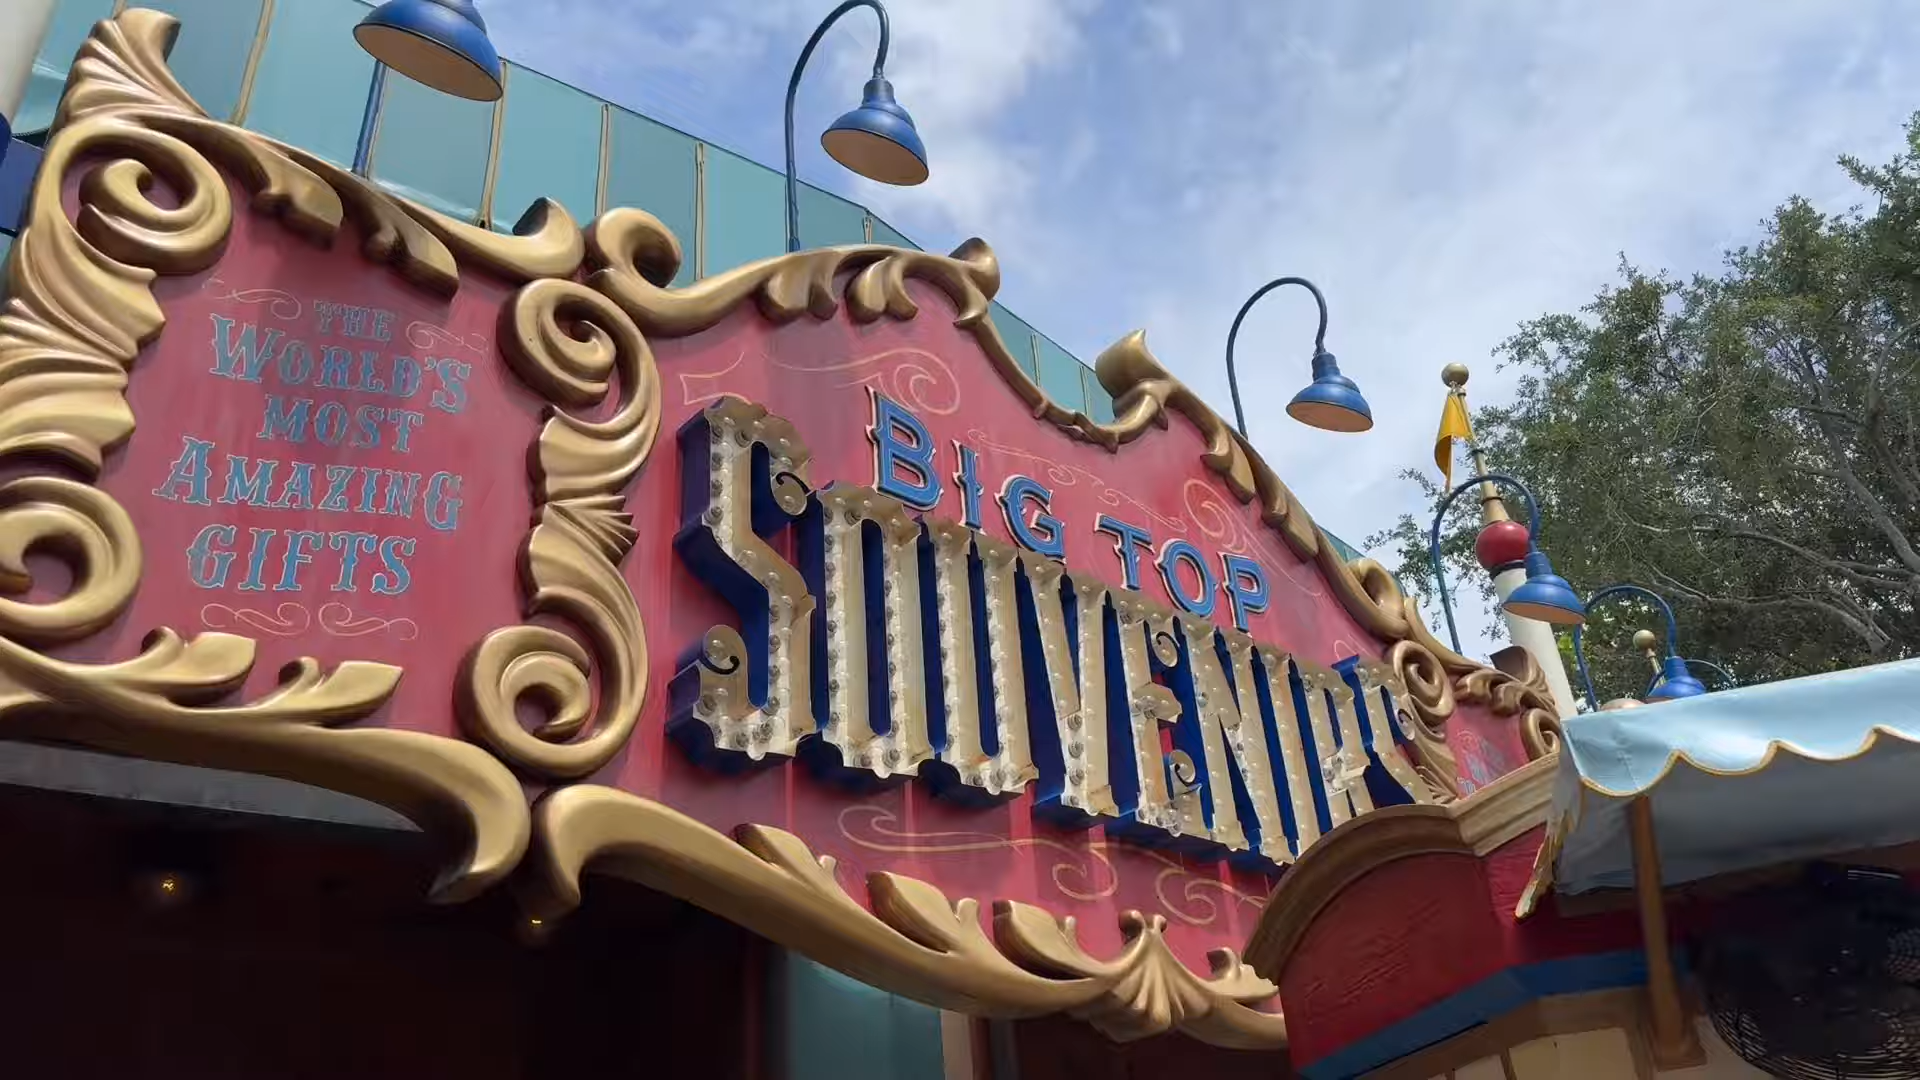 THE
WORLD'S
MOST
AMAZING
GIFTS
BIG TOP
SOUVENIRS